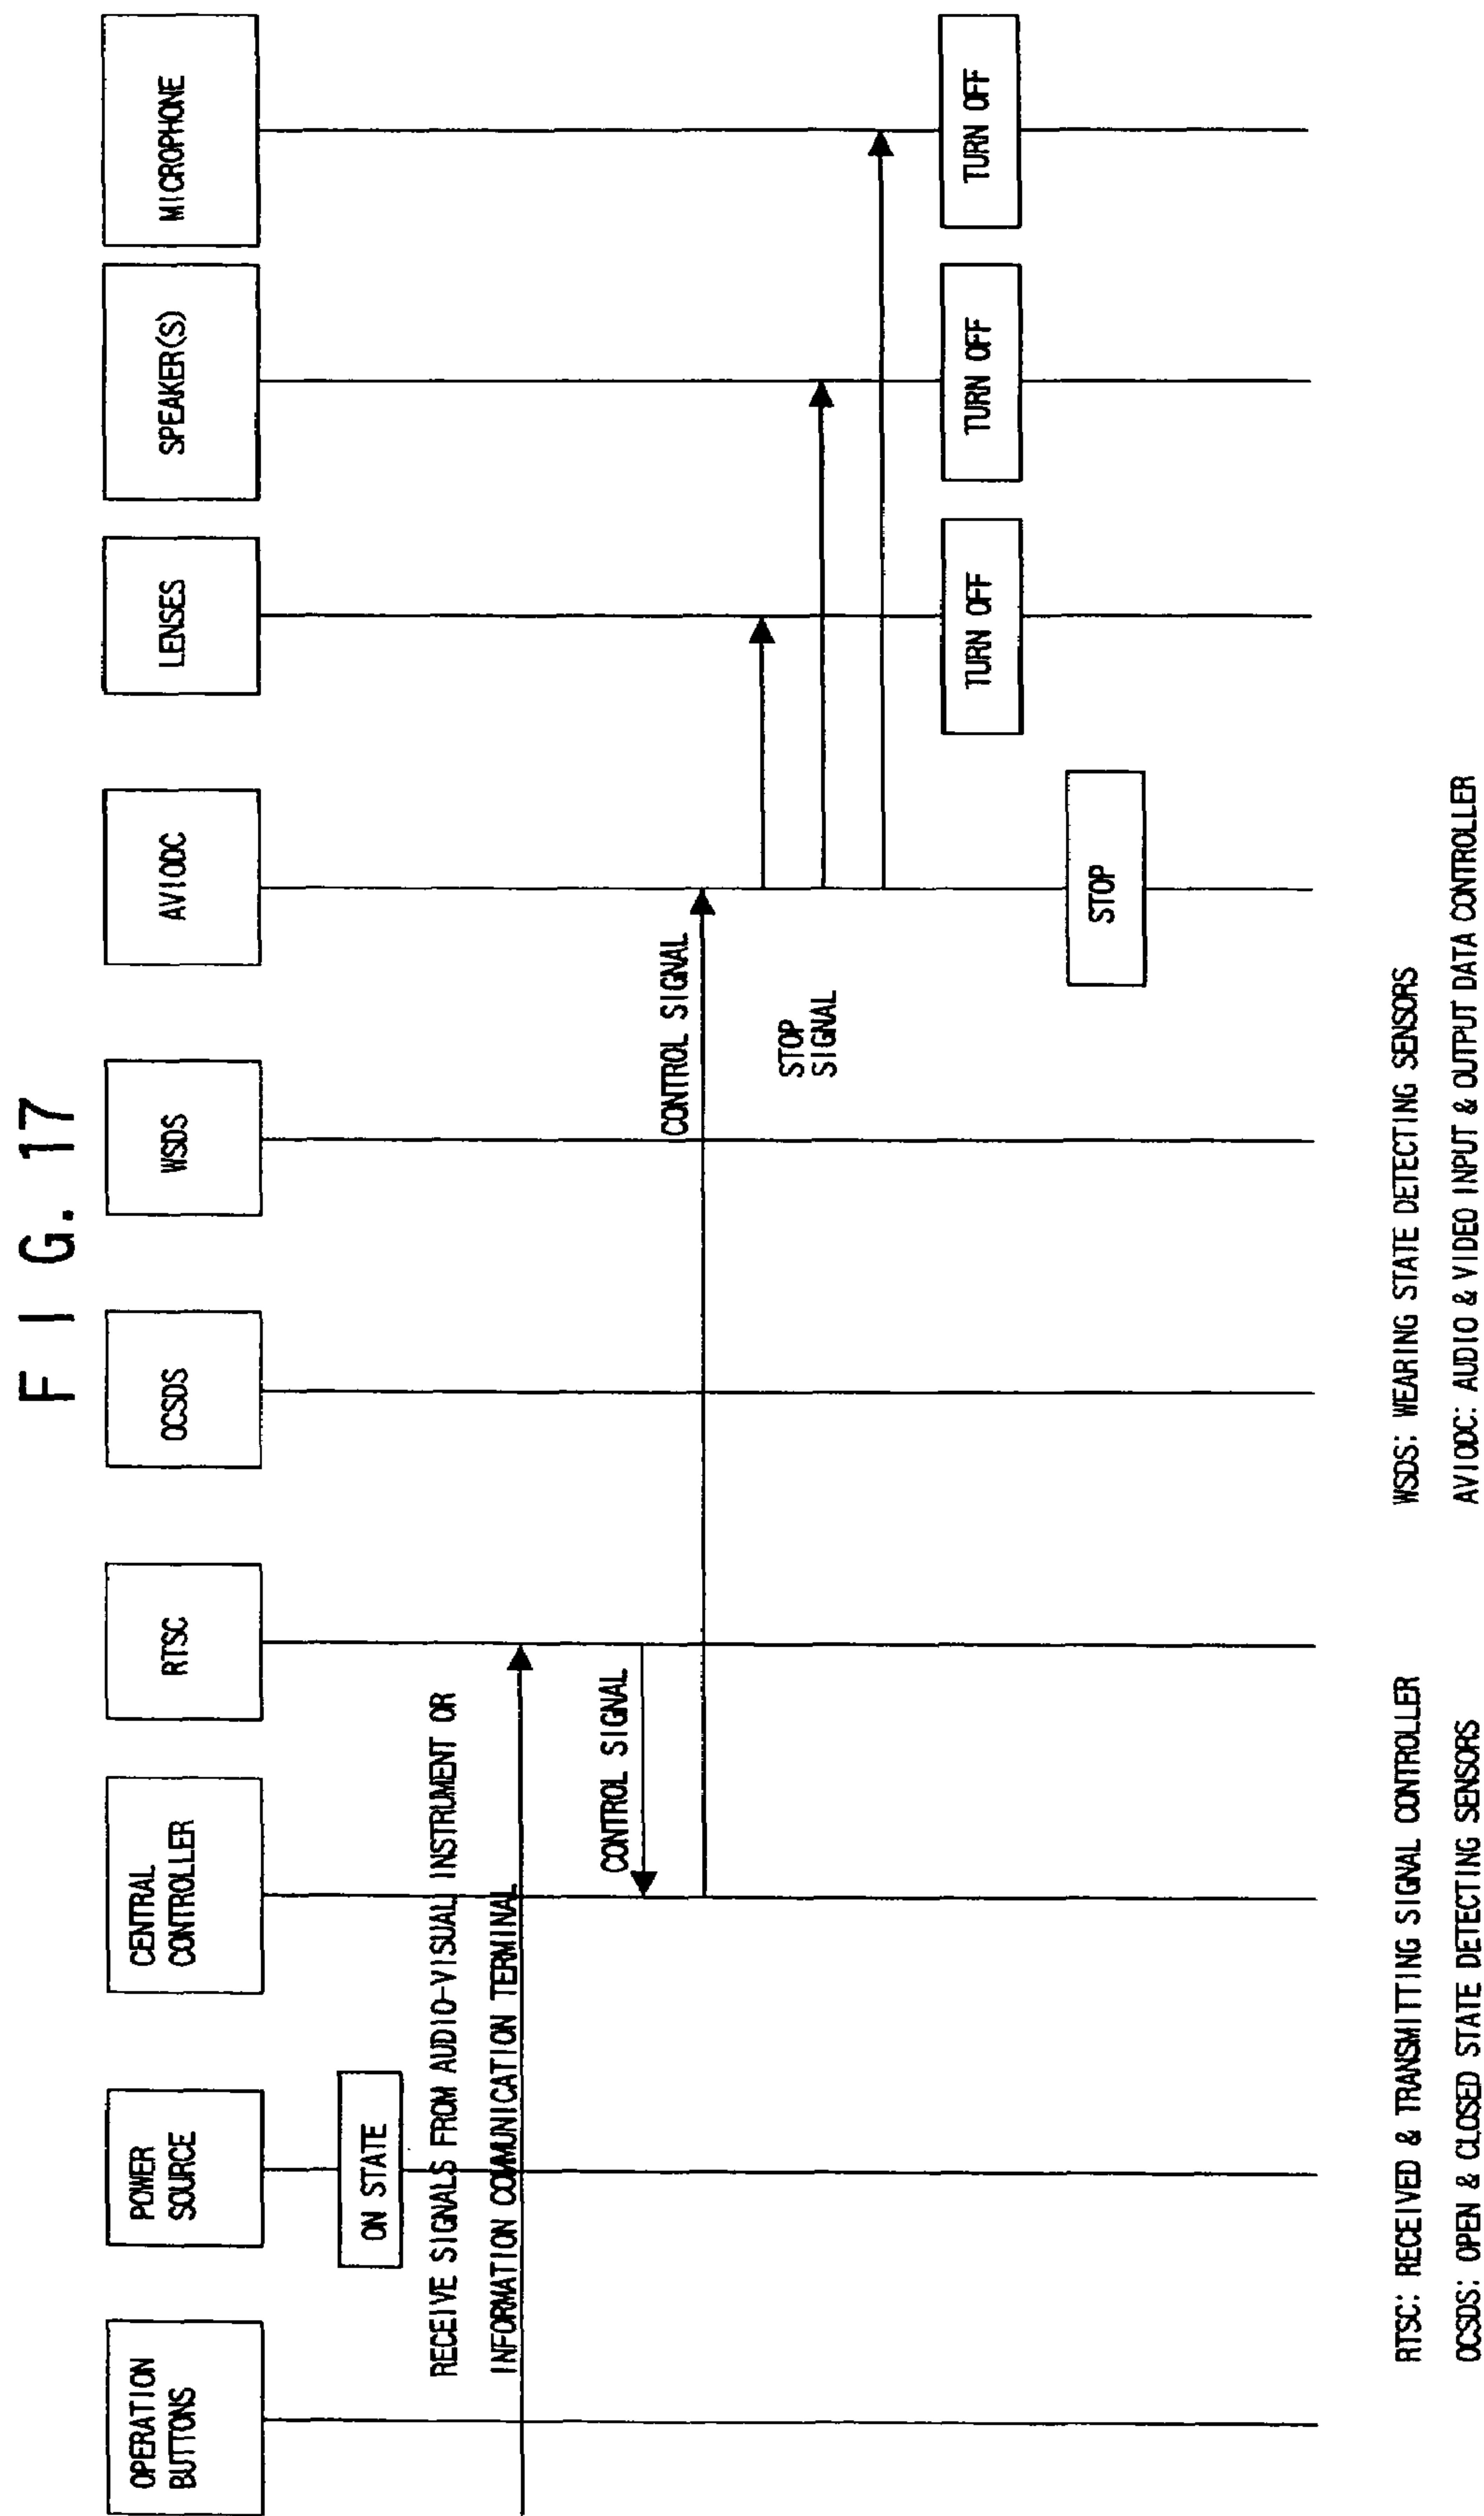 F I G. 17
OPERATION
BUTTONS
POWER
SOURCE
CENTRAL
CONTROLLER
RTSC
OCSDS
WSDS
AVIODC
LENSES
SPEAKER(S)
MICROPHONE
ON STATE
RECEIVE SIGNALS FROM AUDIO-VISUAL INSTRUMENT OR
INFORMATION COMMUNICATION TERMINAL
CONTROL SIGNAL
CONTROL SIGNAL
STOP
SIGNAL
TURN OFF
TURN OFF
TURN OFF
STOP
RTSC: RECEIVED & TRANSMITTING SIGNAL CONTROLLER
OCSDS: OPEN & CLOSED STATE DETECTING SENSORS
WSDS: WEARING STATE DETECTING SENSORS
AVIODC: AUDIO & VIDEO INPUT & OUTPUT DATA CONTROLLER